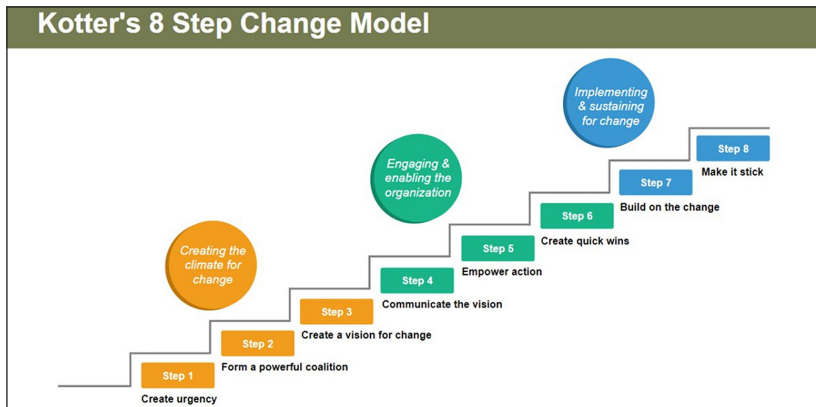 Kotter's 8 Step Change Model
Creating the
climate for
change
Engaging &
enabling the
organization
Implementing
& sustaining
for change
Step 1
Create urgency
Step 2
Form a powerful coalition
Step 3
Create a vision for change
Step 4
Communicate the vision
Step 5
Empower action
Step 6
Create quick wins
Step 7
Build on the change
Step 8
Make it stick